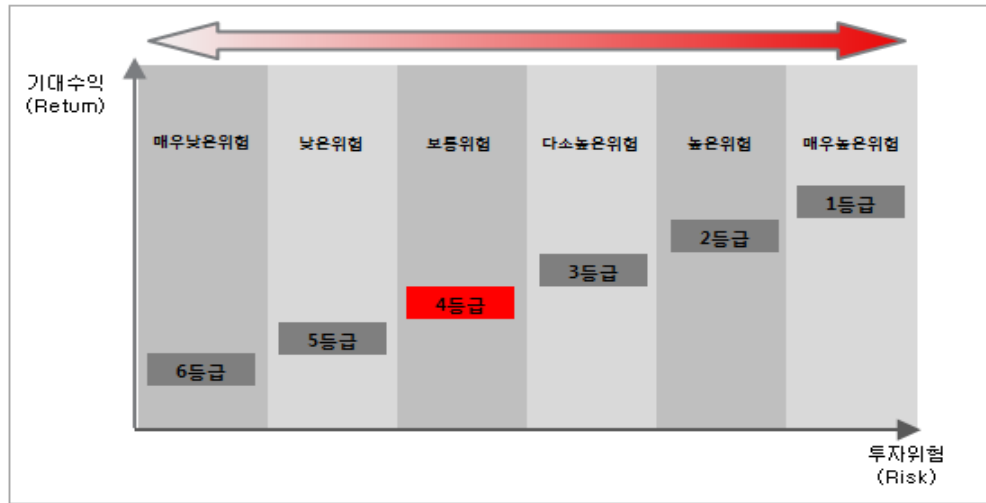 기대수익
(Return)
매우낮은위험
낮은위험
보통위험
다소높은위험
높은위험
매우높은위험
1등급
2등급
3등급
4등급
5등급
6등급
투자위험
(Risk)